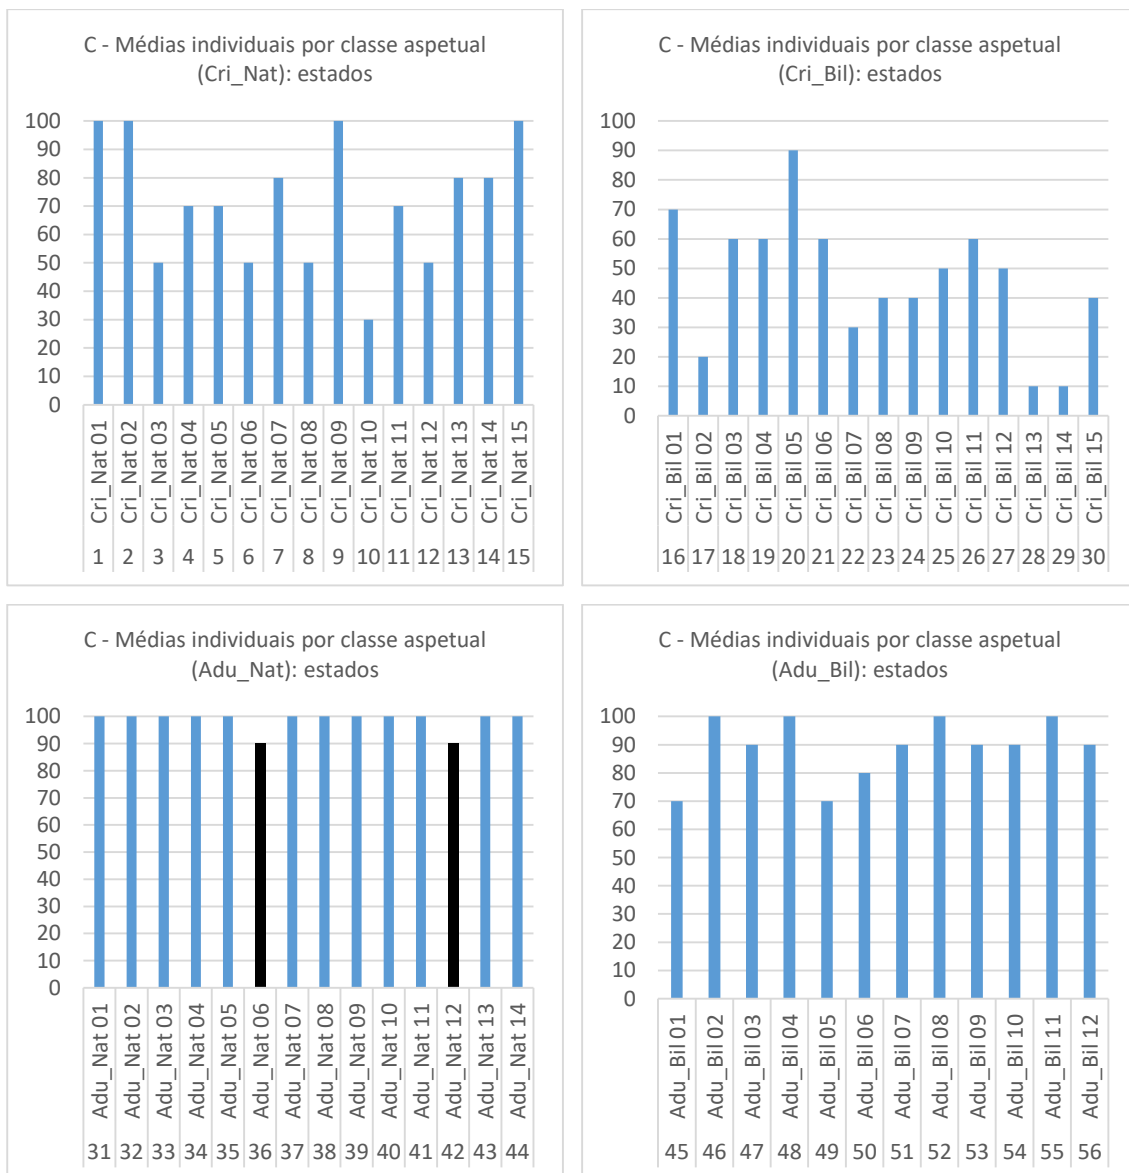 C - Médias individuais por classe aspetual
(Cri_Nat): estados
100
90
80
70
60
50
40
30
20
10
0
Cri_Nat 01
Cri_Nat 02
Cri_Nat 03
Cri_Nat 04
Cri_Nat 05
Cri_Nat 06
Cri_Nat 07
Cri_Nat 08
Cri_Nat 09
Cri_Nat 10
Cri_Nat 11
Cri_Nat 12
Cri_Nat 13
Cri_Nat 14
Cri_Nat 15
1 2 3 4 5 6 7 8 9 10 11 12 13 14 15
C - Médias individuais por classe aspetual
(Cri_Bil): estados
100
90
80
70
60
50
40
30
20
10
0
Cri_Bil 01
Cri_Bil 02
Cri_Bil 03
Cri_Bil 04
Cri_Bil 05
Cri_Bil 06
Cri_Bil 07
Cri_Bil 08
Cri_Bil 09
Cri_Bil 10
Cri_Bil 11
Cri_Bil 12
Cri_Bil 13
Cri_Bil 14
Cri_Bil 15
16 17 18 19 20 21 22 23 24 25 26 27 28 29 30
C - Médias individuais por classe aspetual
(Adu_Nat): estados
100
90
80
70
60
50
40
30
20
10
0
Adu_Nat 01
Adu_Nat 02
Adu_Nat 03
Adu_Nat 04
Adu_Nat 05
Adu_Nat 06
Adu_Nat 07
Adu_Nat 08
Adu_Nat 09
Adu_Nat 10
Adu_Nat 11
Adu_Nat 12
Adu_Nat 13
Adu_Nat 14
31 32 33 34 35 36 37 38 39 40 41 42 43 44
C - Médias individuais por classe aspetual
(Adu_Bil): estados
100
90
80
70
60
50
40
30
20
10
0
Adu_Bil 01
Adu_Bil 02
Adu_Bil 03
Adu_Bil 04
Adu_Bil 05
Adu_Bil 06
Adu_Bil 07
Adu_Bil 08
Adu_Bil 09
Adu_Bil 10
Adu_Bil 11
Adu_Bil 12
45 46 47 48 49 50 51 52 53 54 55 56